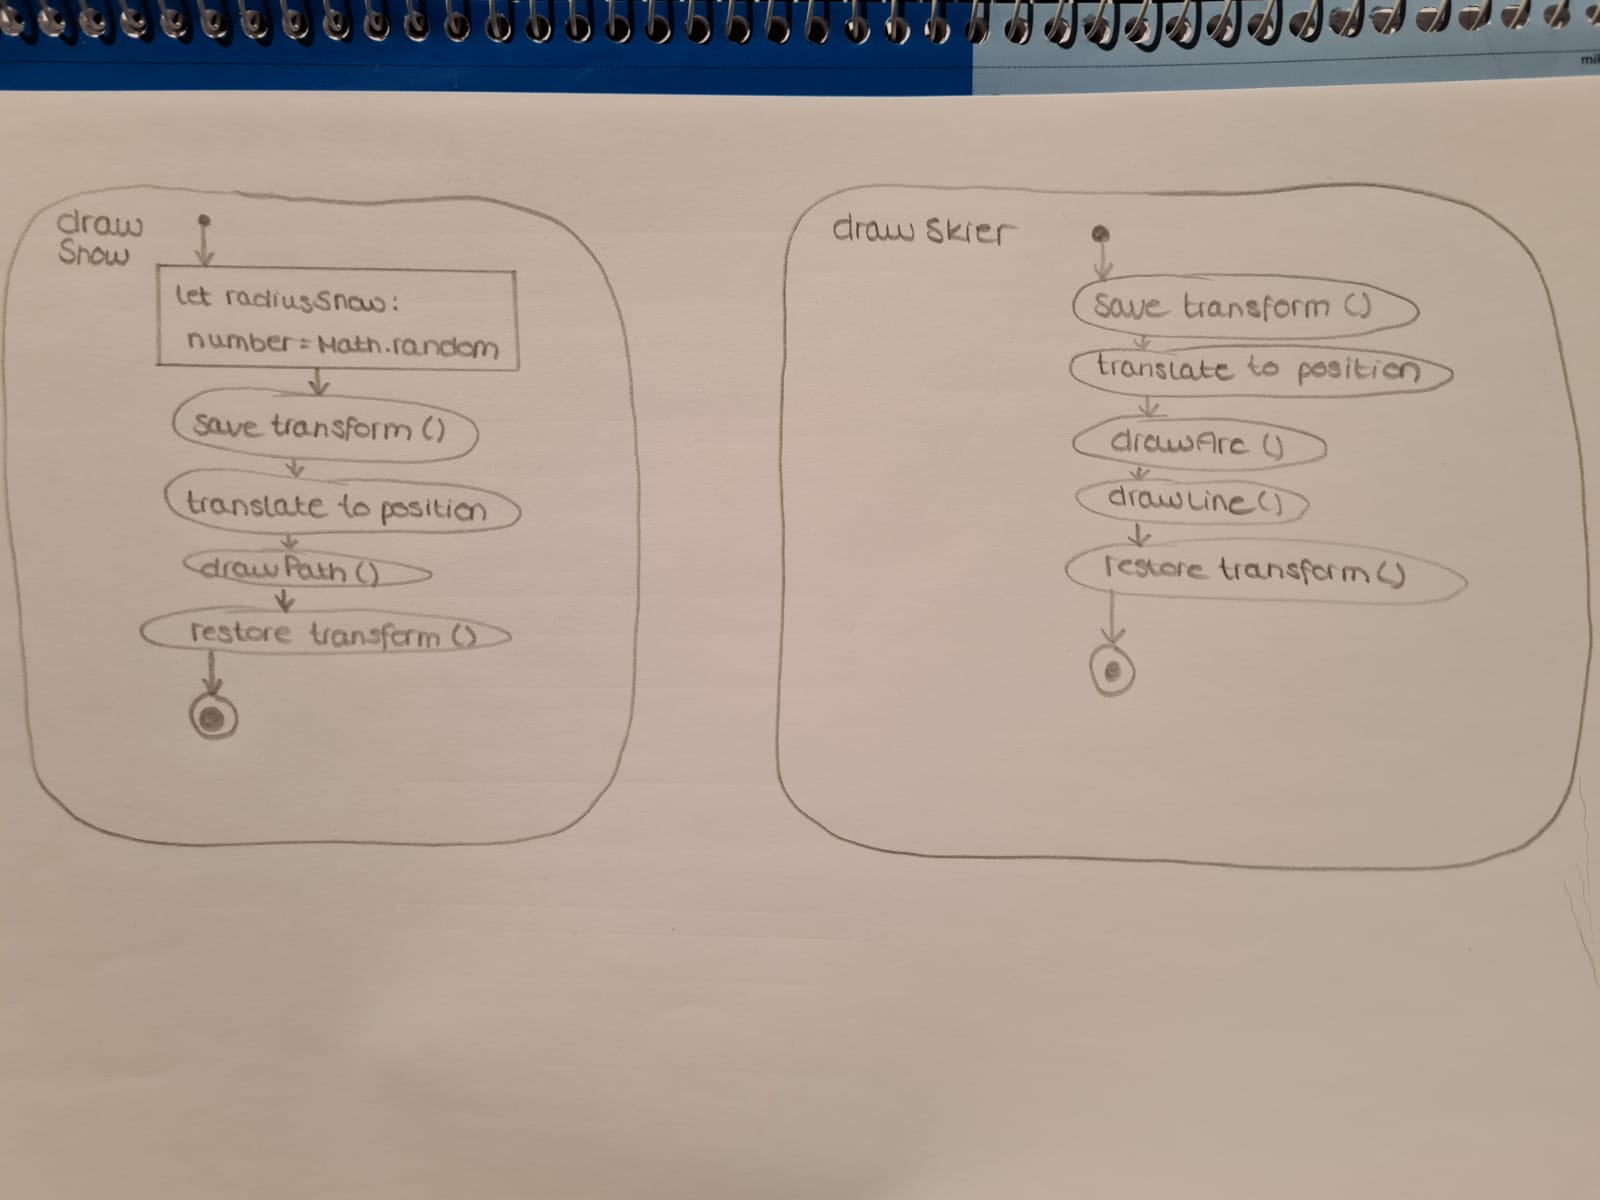 mil
draw
Snow
let radiusSnow:
number = Math.random
save transform ()
translate to position
drawPath ()
restore transform ()
draw Skier
save transform ()
translate to position
drawArc ()
drawLine ()
restore transform ()